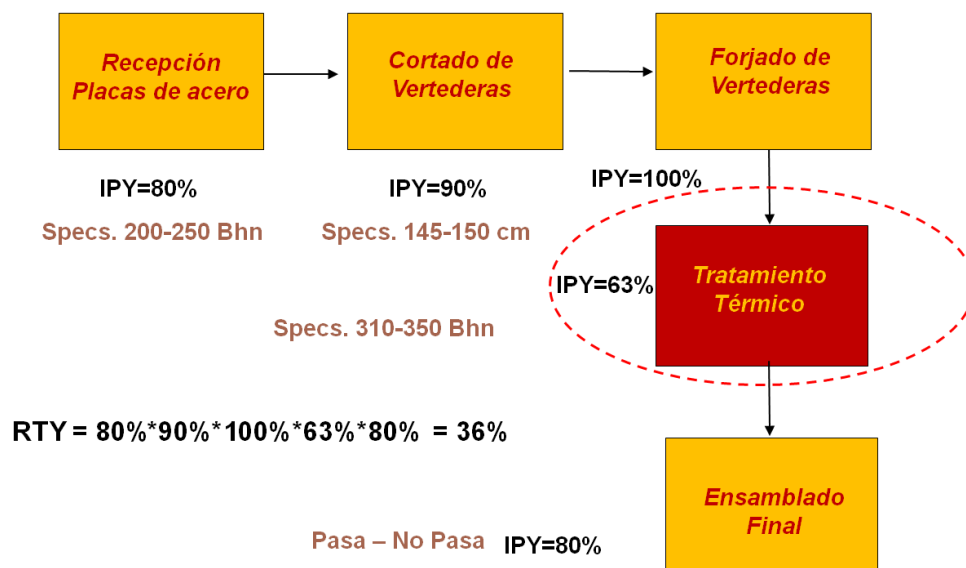 Recepción
Placas de acero
Cortado de
Vertederas
Forjado de
Vertederas
IPY=80%
IPY=90%
IPY=100%
Specs. 200-250 Bhn
Specs. 145-150 cm
Tratamiento
Térmico
IPY=63%
Specs. 310-350 Bhn
RTY = 80%*90%*100%*63%*80% = 36%
Ensamblado
Final
Pasa – No Pasa
IPY=80%